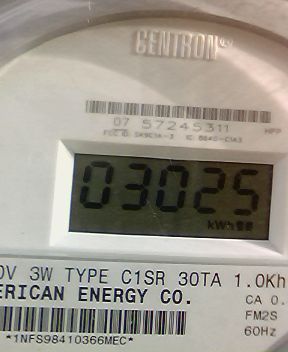 CENTRON®
07 57245311
HPP
03025
kWh
0V 3W TYPE C1SR 30TA 1.0Kh
ERICAN ENERGY CO.
CA 0.
FM2S
60Hz
*1NFS98410366MEC*